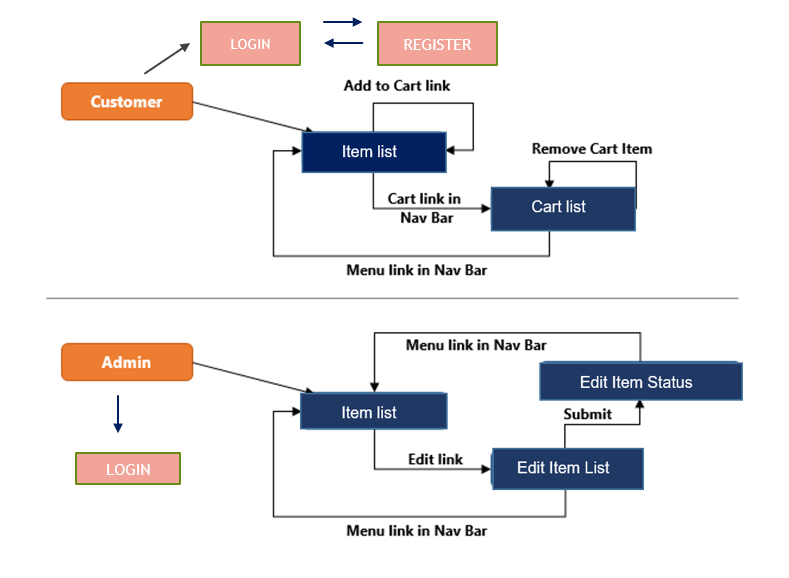 LOGIN
REGISTER
Customer
Add to Cart link
Item list
Remove Cart Item
Cart link in
Nav Bar
Cart list
Menu link in Nav Bar
Admin
Menu link in Nav Bar
Edit Item Status
Item list
Submit
Edit link
Edit Item List
LOGIN
Menu link in Nav Bar